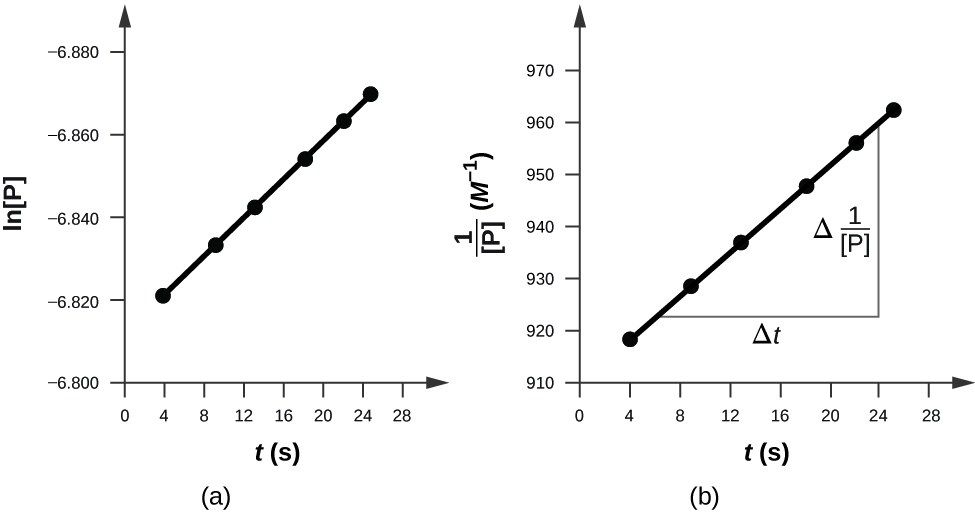 −6.880
−6.860
−6.840
−6.820
−6.800
ln[P]
0 4 8 12 16 20 24 28
t (s)
(a)
970
960
950
940
930
920
910
1/[P] (M⁻¹)
Δ 1/[P]
Δt
0 4 8 12 16 20 24 28
t (s)
(b)